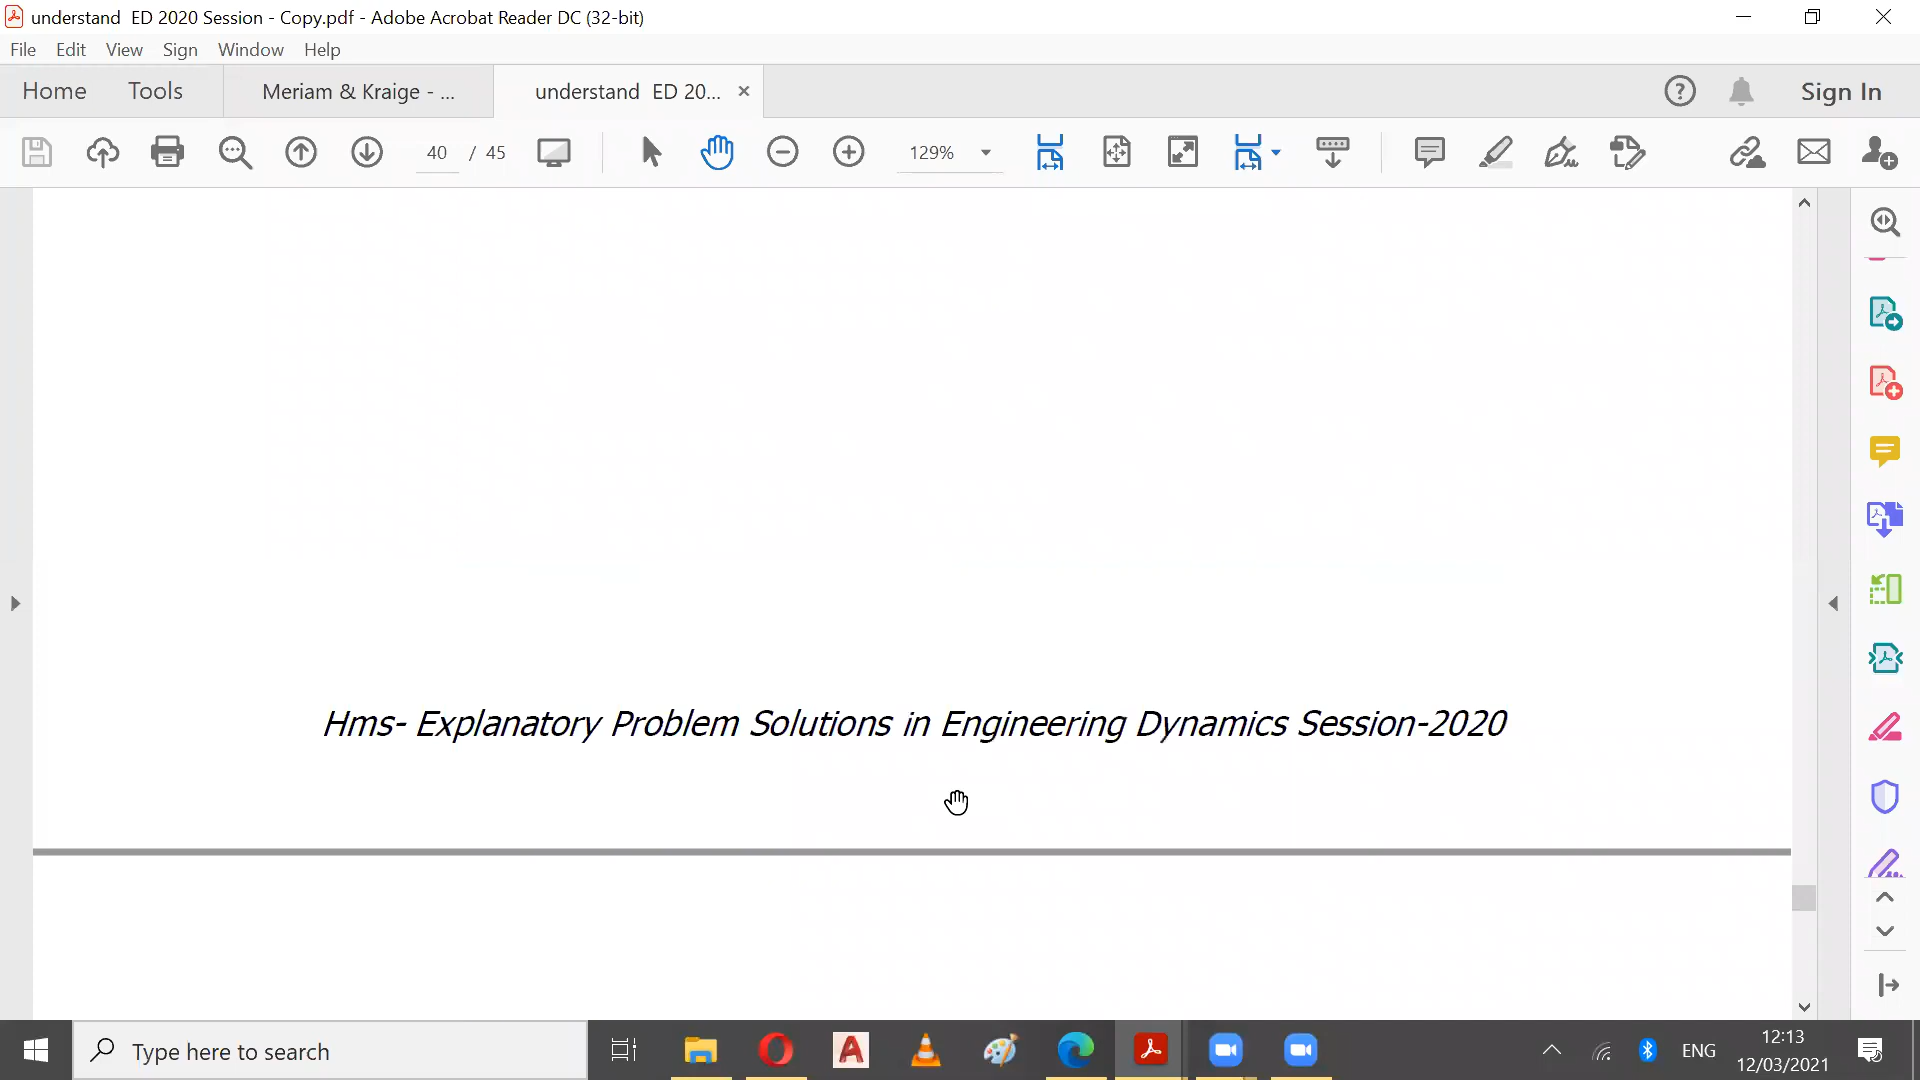 understand ED 2020 Session - Copy.pdf - Adobe Acrobat Reader DC (32-bit)
File Edit View Sign Window Help
Home Tools Meriam & Kraige - ... understand ED 20... Sign In
40 / 45 129%
Hms- Explanatory Problem Solutions in Engineering Dynamics Session-2020
Type here to search
ENG
12:13
12/03/2021